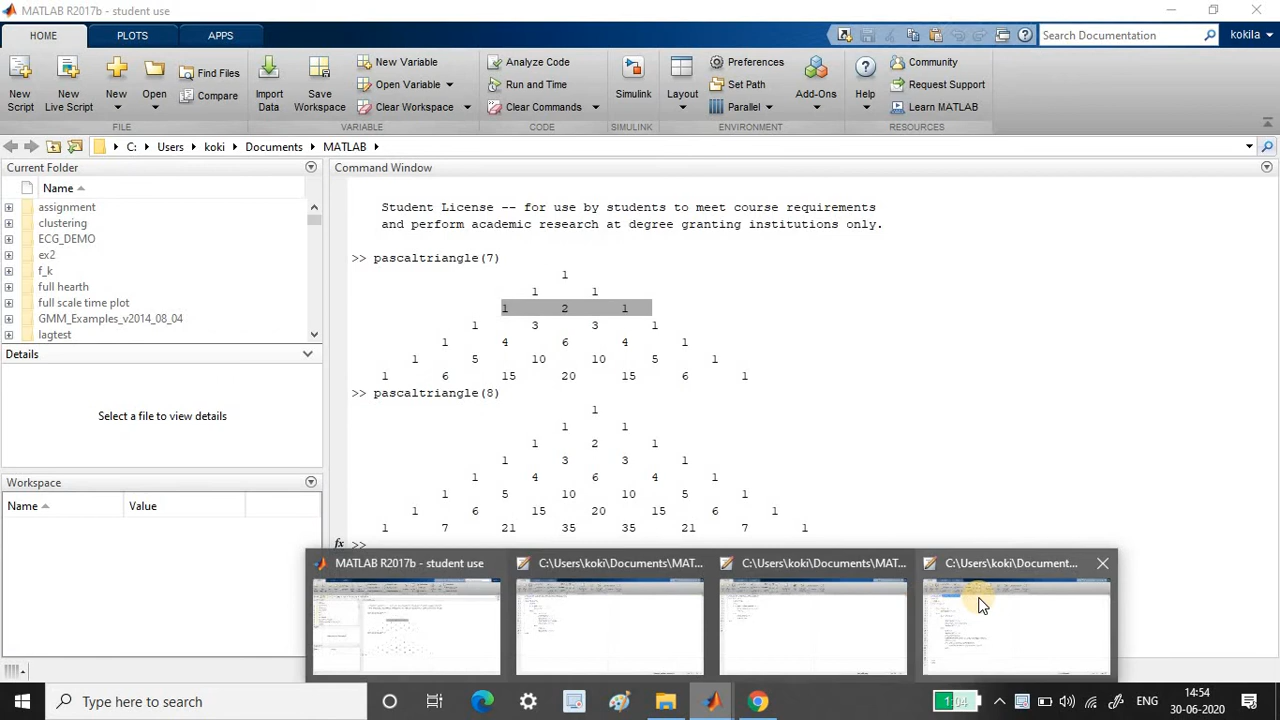 MATLAB R2017b - student use
HOME PLOTS APPS
Search Documentation
kokila
New Script
New Live Script
New
Open
Find Files
Compare
FILE
Import Data
Save Workspace
New Variable
Open Variable
Clear Workspace
VARIABLE
Analyze Code
Run and Time
Clear Commands
CODE
Simulink
SIMULINK
Layout
Preferences
Set Path
Parallel
Add-Ons
ENVIRONMENT
Help
Community
Request Support
Learn MATLAB
RESOURCES
C: Users koki Documents MATLAB
Current Folder
Name
assignment
clustering
ECG_DEMO
ex2
f_k
full hearth
full scale time plot
GMM_Examples_v2014_08_04
lagtest
Details
Select a file to view details
Workspace
Name Value
Command Window
Student License -- for use by students to meet course requirements
and perform academic research at degree granting institutions only.
>> pascaltriangle(7)
1
1 1
1 2 1
1 3 3 1
1 4 6 4 1
1 5 10 10 5 1
1 6 15 20 15 6 1
>> pascaltriangle(8)
1
1 1
1 2 1
1 3 3 1
1 4 6 4 1
1 5 10 10 5 1
1 6 15 20 15 6 1
1 7 21 35 35 21 7 1
fx >>
MATLAB R2017b - student use
C:\Users\koki\Documents\MAT...
C:\Users\koki\Documents\MAT...
C:\Users\koki\Document...
Type here to search
1:04
ENG
14:54
30-06-2020